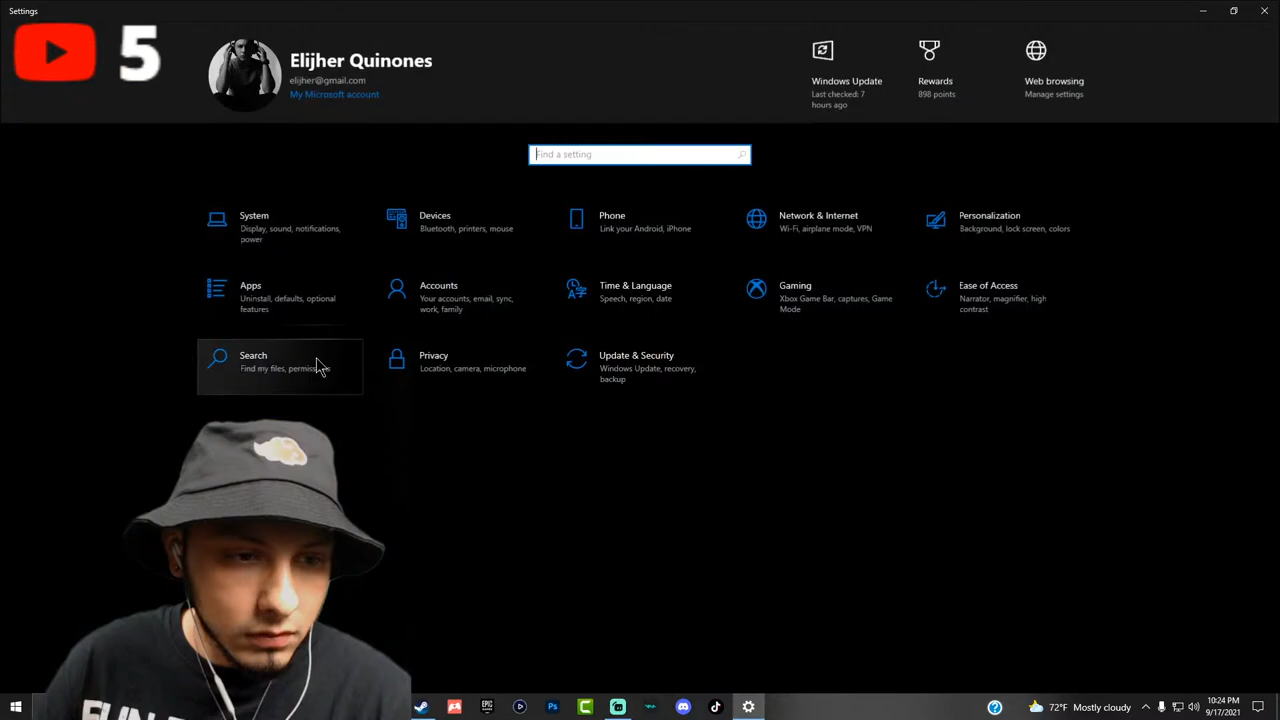 Settings
5
Elijher Quinones
elijher@gmail.com
My Microsoft account
Windows Update
Last checked: 7
hours ago
Rewards
898 points
Web browsing
Manage settings
Find a setting
System
Display, sound, notifications,
power
Devices
Bluetooth, printers, mouse
Phone
Link your Android, iPhone
Network & Internet
Wi-Fi, airplane mode, VPN
Personalization
Background, lock screen, colors
Apps
Uninstall, defaults, optional
features
Accounts
Your accounts, email, sync,
work, family
Time & Language
Speech, region, date
Gaming
Xbox Game Bar, captures, Game
Mode
Ease of Access
Narrator, magnifier, high
contrast
Search
Find my files, permissions
Privacy
Location, camera, microphone
Update & Security
Windows Update, recovery,
backup
EPIC
GAMES
Ps
C
?
72°F Mostly cloudy
10:24 PM
9/17/2021